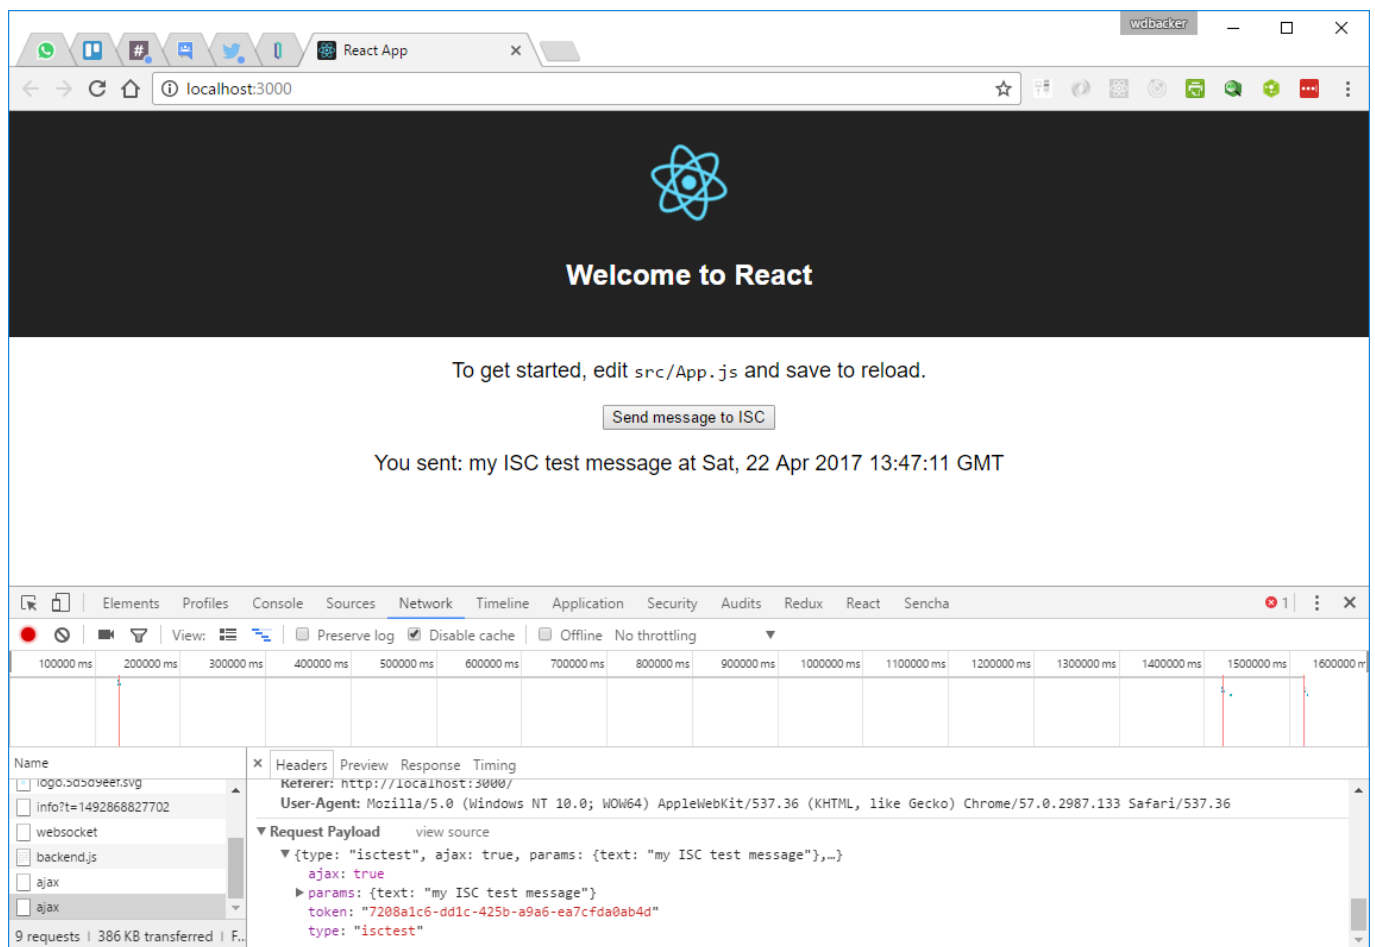 wdbacker
React App
localhost:3000
Welcome to React
To get started, edit src/App.js and save to reload.
Send message to ISC
You sent: my ISC test message at Sat, 22 Apr 2017 13:47:11 GMT
Elements Profiles Console Sources Network Timeline Application Security Audits Redux React Sencha 1
View: Preserve log Disable cache Offline No throttling
100000 ms 200000 ms 300000 ms 400000 ms 500000 ms 600000 ms 700000 ms 800000 ms 900000 ms 1000000 ms 1100000 ms 1200000 ms 1300000 ms 1400000 ms 1500000 ms 1600000 m
Name
Headers Preview Response Timing
logo.5d5d9eef.svg
Referer: http://localhost:3000/
info?t=1492868827702
User-Agent: Mozilla/5.0 (Windows NT 10.0; WOW64) AppleWebKit/537.36 (KHTML, like Gecko) Chrome/57.0.2987.133 Safari/537.36
websocket
Request Payload view source
backend.js
{type: "isctest", ajax: true, params: {text: "my ISC test message"},…}
ajax
ajax: true
params: {text: "my ISC test message"}
ajax
token: "7208a1c6-dd1c-425b-a9a6-ea7cfda0ab4d"
9 requests | 386 KB transferred | F...
type: "isctest"